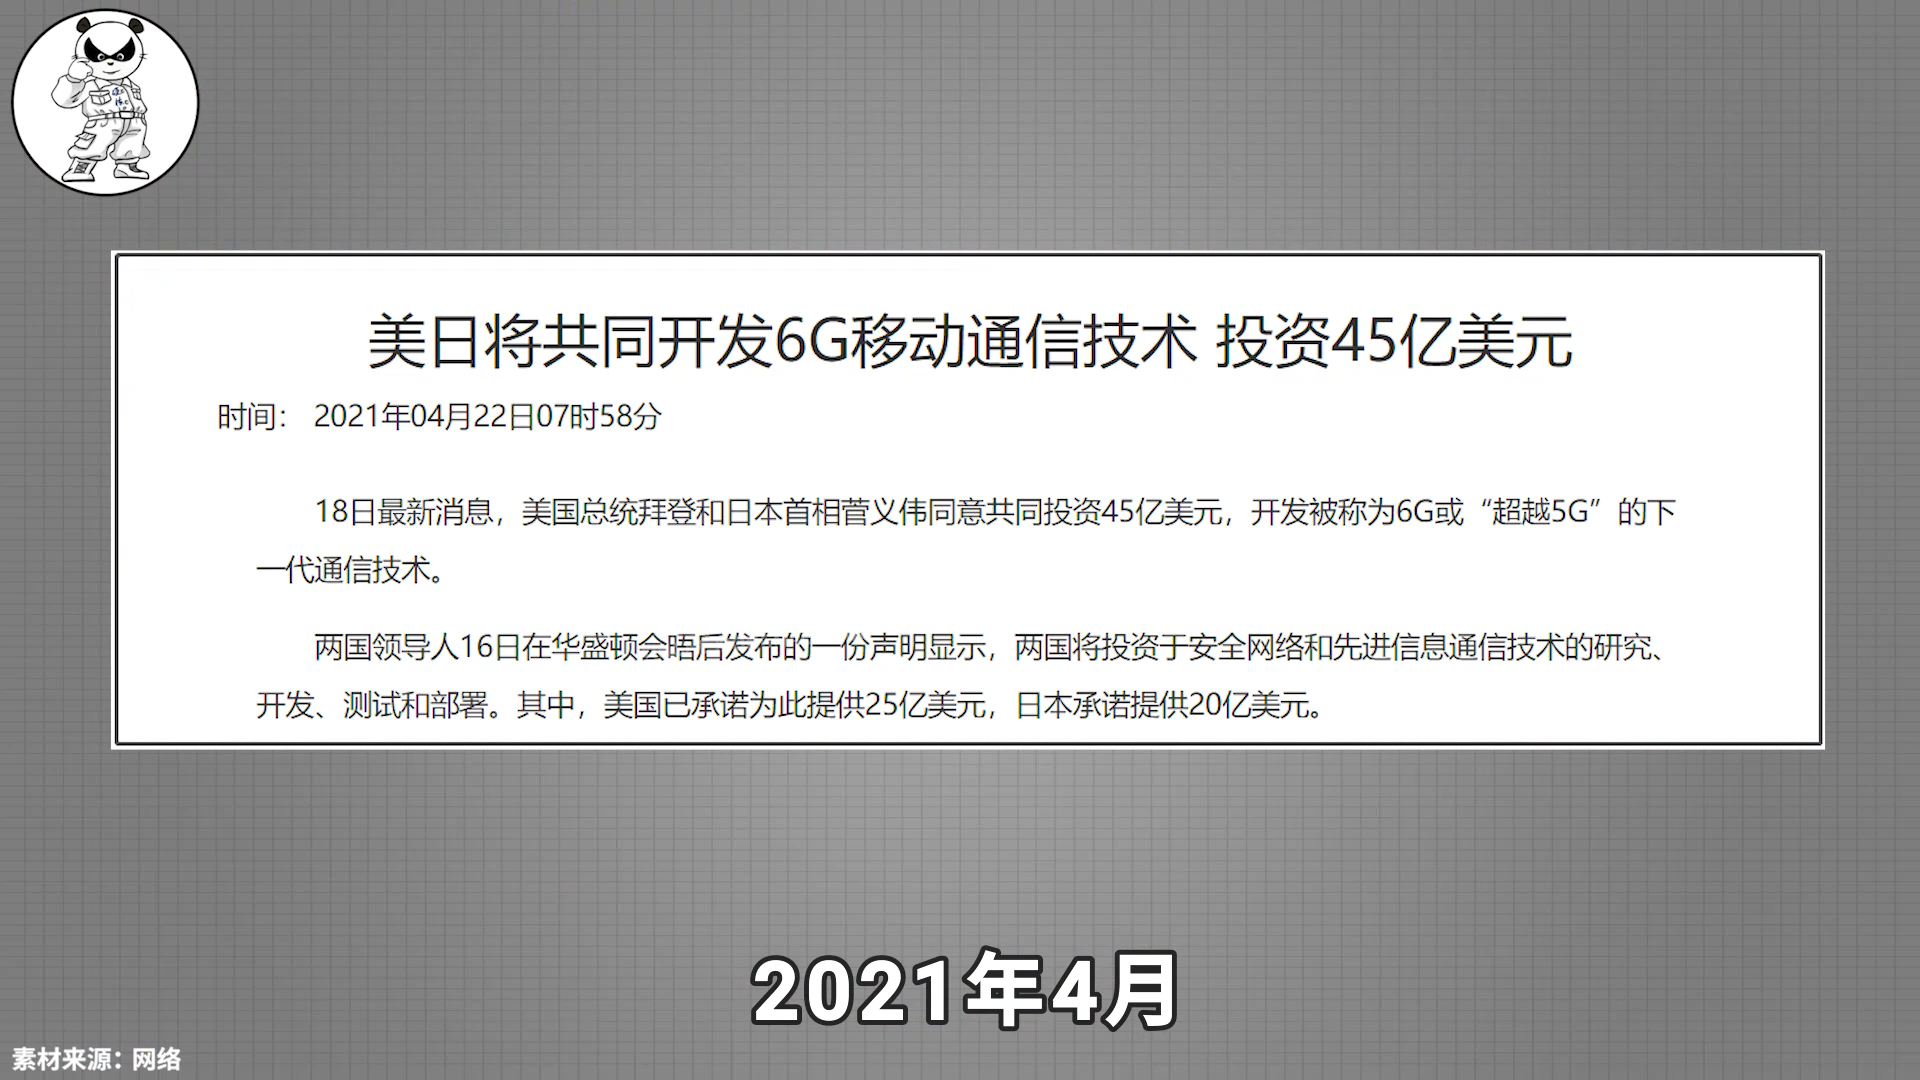 美日将共同开发6G移动通信技术 投资45亿美元
时间： 2021年04月22日07时58分
18日最新消息，美国总统拜登和日本首相菅义伟同意共同投资45亿美元，开发被称为6G或“超越5G”的下
一代通信技术。
两国领导人16日在华盛顿会晤后发布的一份声明显示，两国将投资于安全网络和先进信息通信技术的研究、
开发、测试和部署。其中，美国已承诺为此提供25亿美元，日本承诺提供20亿美元。
2021年4月
素材来源：网络